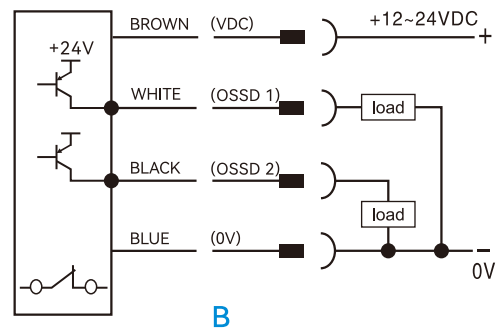 BROWN (VDC) +12~24VDC
+
+24V
WHITE (OSSD 1) load
BLACK (OSSD 2)
load
BLUE (0V) −
0V
B